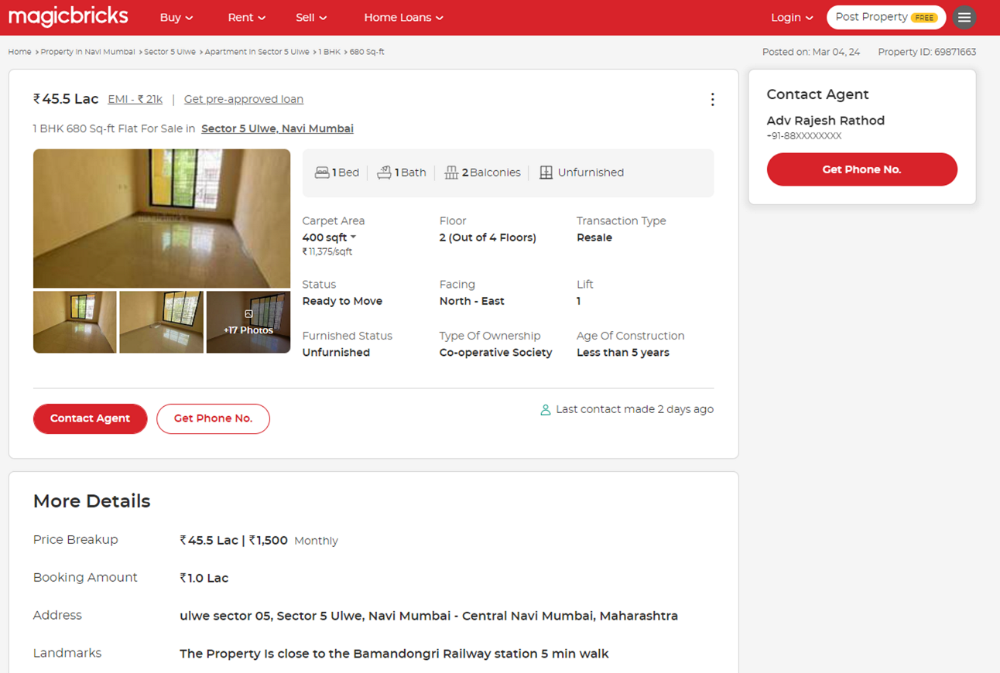 magicbricks
Buy
Rent
Sell
Home Loans
Login
Post Property FREE
Home > Property In Navi Mumbai > Sector 5 Ulwe > Apartment In Sector 5 Ulwe > 1 BHK > 680 Sq-ft
Posted on: Mar 04, 24 Property ID: 69871663
₹45.5 Lac EMI - ₹ 21k | Get pre-approved loan
1 BHK 680 Sq-ft Flat For Sale in Sector 5 Ulwe, Navi Mumbai
magicbricks
+17 Photos
1 Bed
1 Bath
2 Balconies
Unfurnished
Carpet Area
400 sqft
₹11,375/sqft
Floor
2 (Out of 4 Floors)
Transaction Type
Resale
Status
Ready to Move
Facing
North - East
Lift
1
Furnished Status
Unfurnished
Type Of Ownership
Co-operative Society
Age Of Construction
Less than 5 years
Contact Agent
Get Phone No.
Last contact made 2 days ago
Contact Agent
Adv Rajesh Rathod
+91-88XXXXXXXX
Get Phone No.
More Details
Price Breakup ₹45.5 Lac | ₹1,500 Monthly
Booking Amount ₹1.0 Lac
Address ulwe sector 05, Sector 5 Ulwe, Navi Mumbai - Central Navi Mumbai, Maharashtra
Landmarks The Property Is close to the Bamandongri Railway station 5 min walk